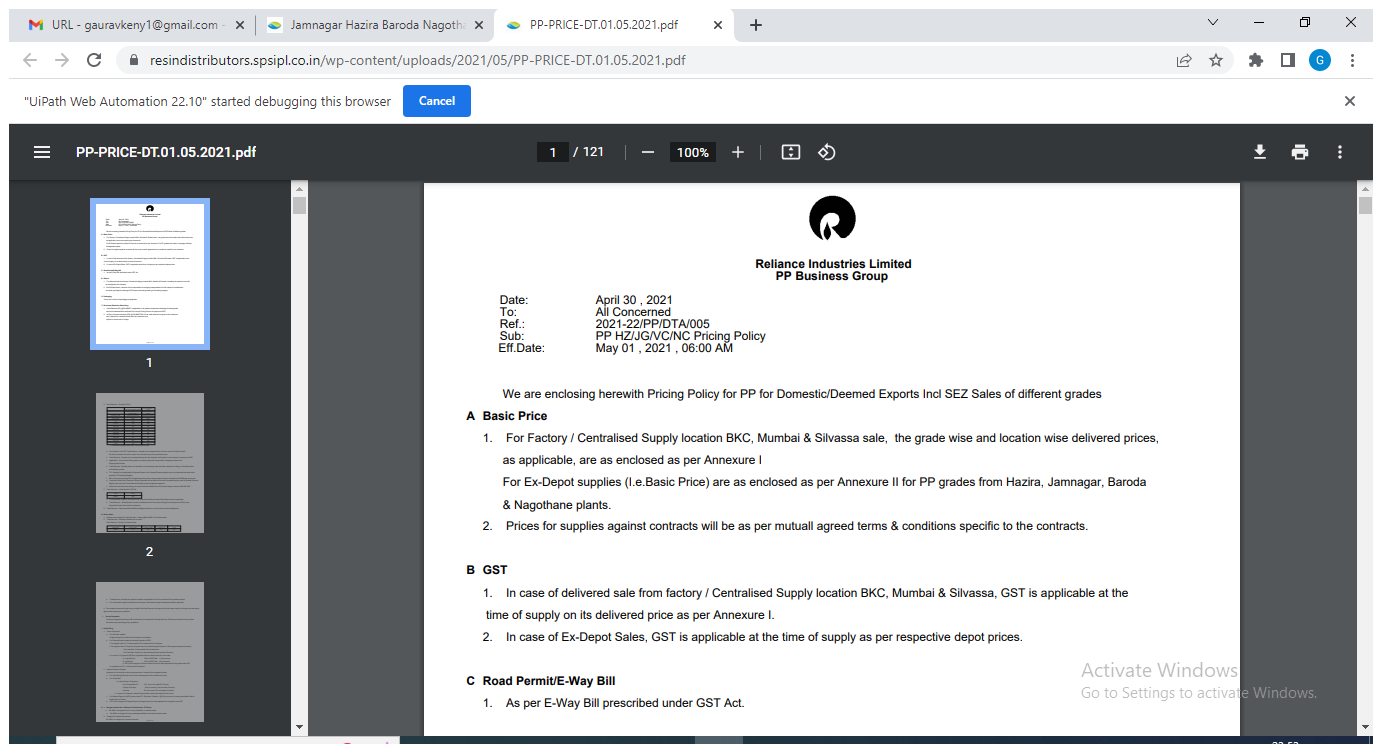 URL - gauravkeny1@gmail.com -
Jamnagar Hazira Baroda Nagoth
PP-PRICE-DT.01.05.2021.pdf
resindistributors.spsipl.co.in/wp-content/uploads/2021/05/PP-PRICE-DT.01.05.2021.pdf
G
"UiPath Web Automation 22.10" started debugging this browser
Cancel
PP-PRICE-DT.01.05.2021.pdf
1 / 121
100%
1
2
Reliance Industries Limited
PP Business Group
Date: April 30 , 2021
To: All Concerned
Ref.: 2021-22/PP/DTA/005
Sub: PP HZ/JG/VC/NC Pricing Policy
Eff.Date: May 01 , 2021 , 06:00 AM
We are enclosing herewith Pricing Policy for PP for Domestic/Deemed Exports Incl SEZ Sales of different grades
A Basic Price
1. For Factory / Centralised Supply location BKC, Mumbai & Silvassa sale, the grade wise and location wise delivered prices,
as applicable, are as enclosed as per Annexure I
For Ex-Depot supplies (I.e.Basic Price) are as enclosed as per Annexure II for PP grades from Hazira, Jamnagar, Baroda
& Nagothane plants.
2. Prices for supplies against contracts will be as per mutuall agreed terms & conditions specific to the contracts.
B GST
1. In case of delivered sale from factory / Centralised Supply location BKC, Mumbai & Silvassa, GST is applicable at the
time of supply on its delivered price as per Annexure I.
2. In case of Ex-Depot Sales, GST is applicable at the time of supply as per respective depot prices.
C Road Permit/E-Way Bill
1. As per E-Way Bill prescribed under GST Act.
Activate Windows
Go to Settings to activate Windows.